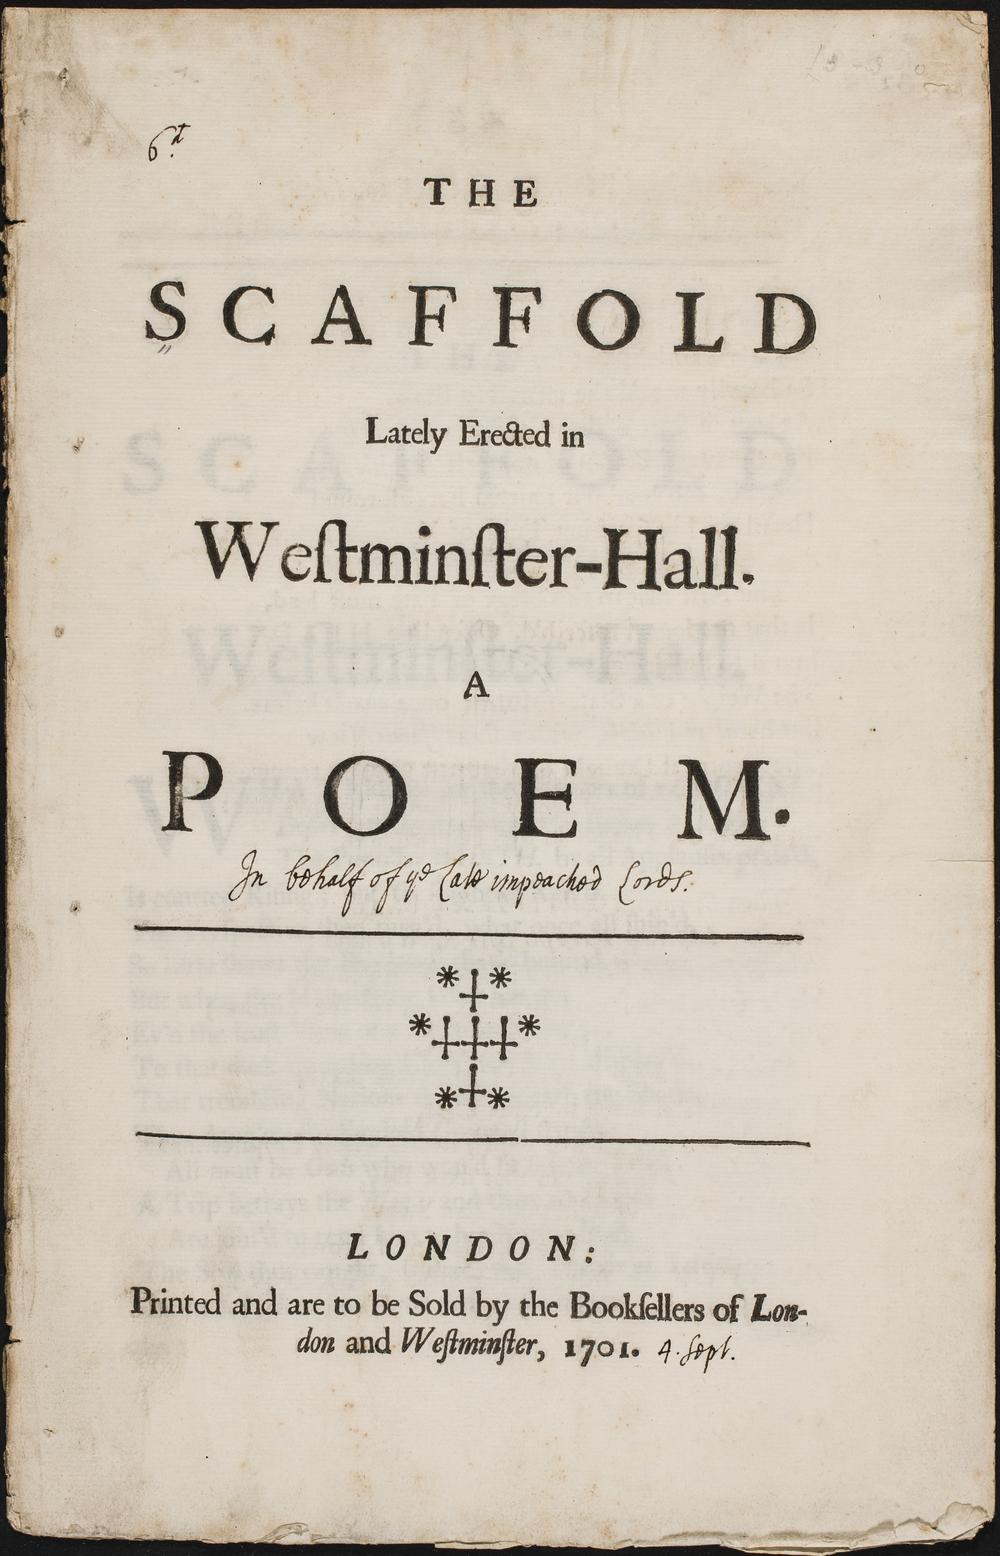 6.d
THE
SCAFFOLD
Lately Erected in
Weſtminſter-Hall.
A
POEM.
In behalf of ye late impeached Lords.
LONDON:
Printed and are to be Sold by the Bookſellers of Lon-
don and Weſtminſter, 1701. 4. Sept.